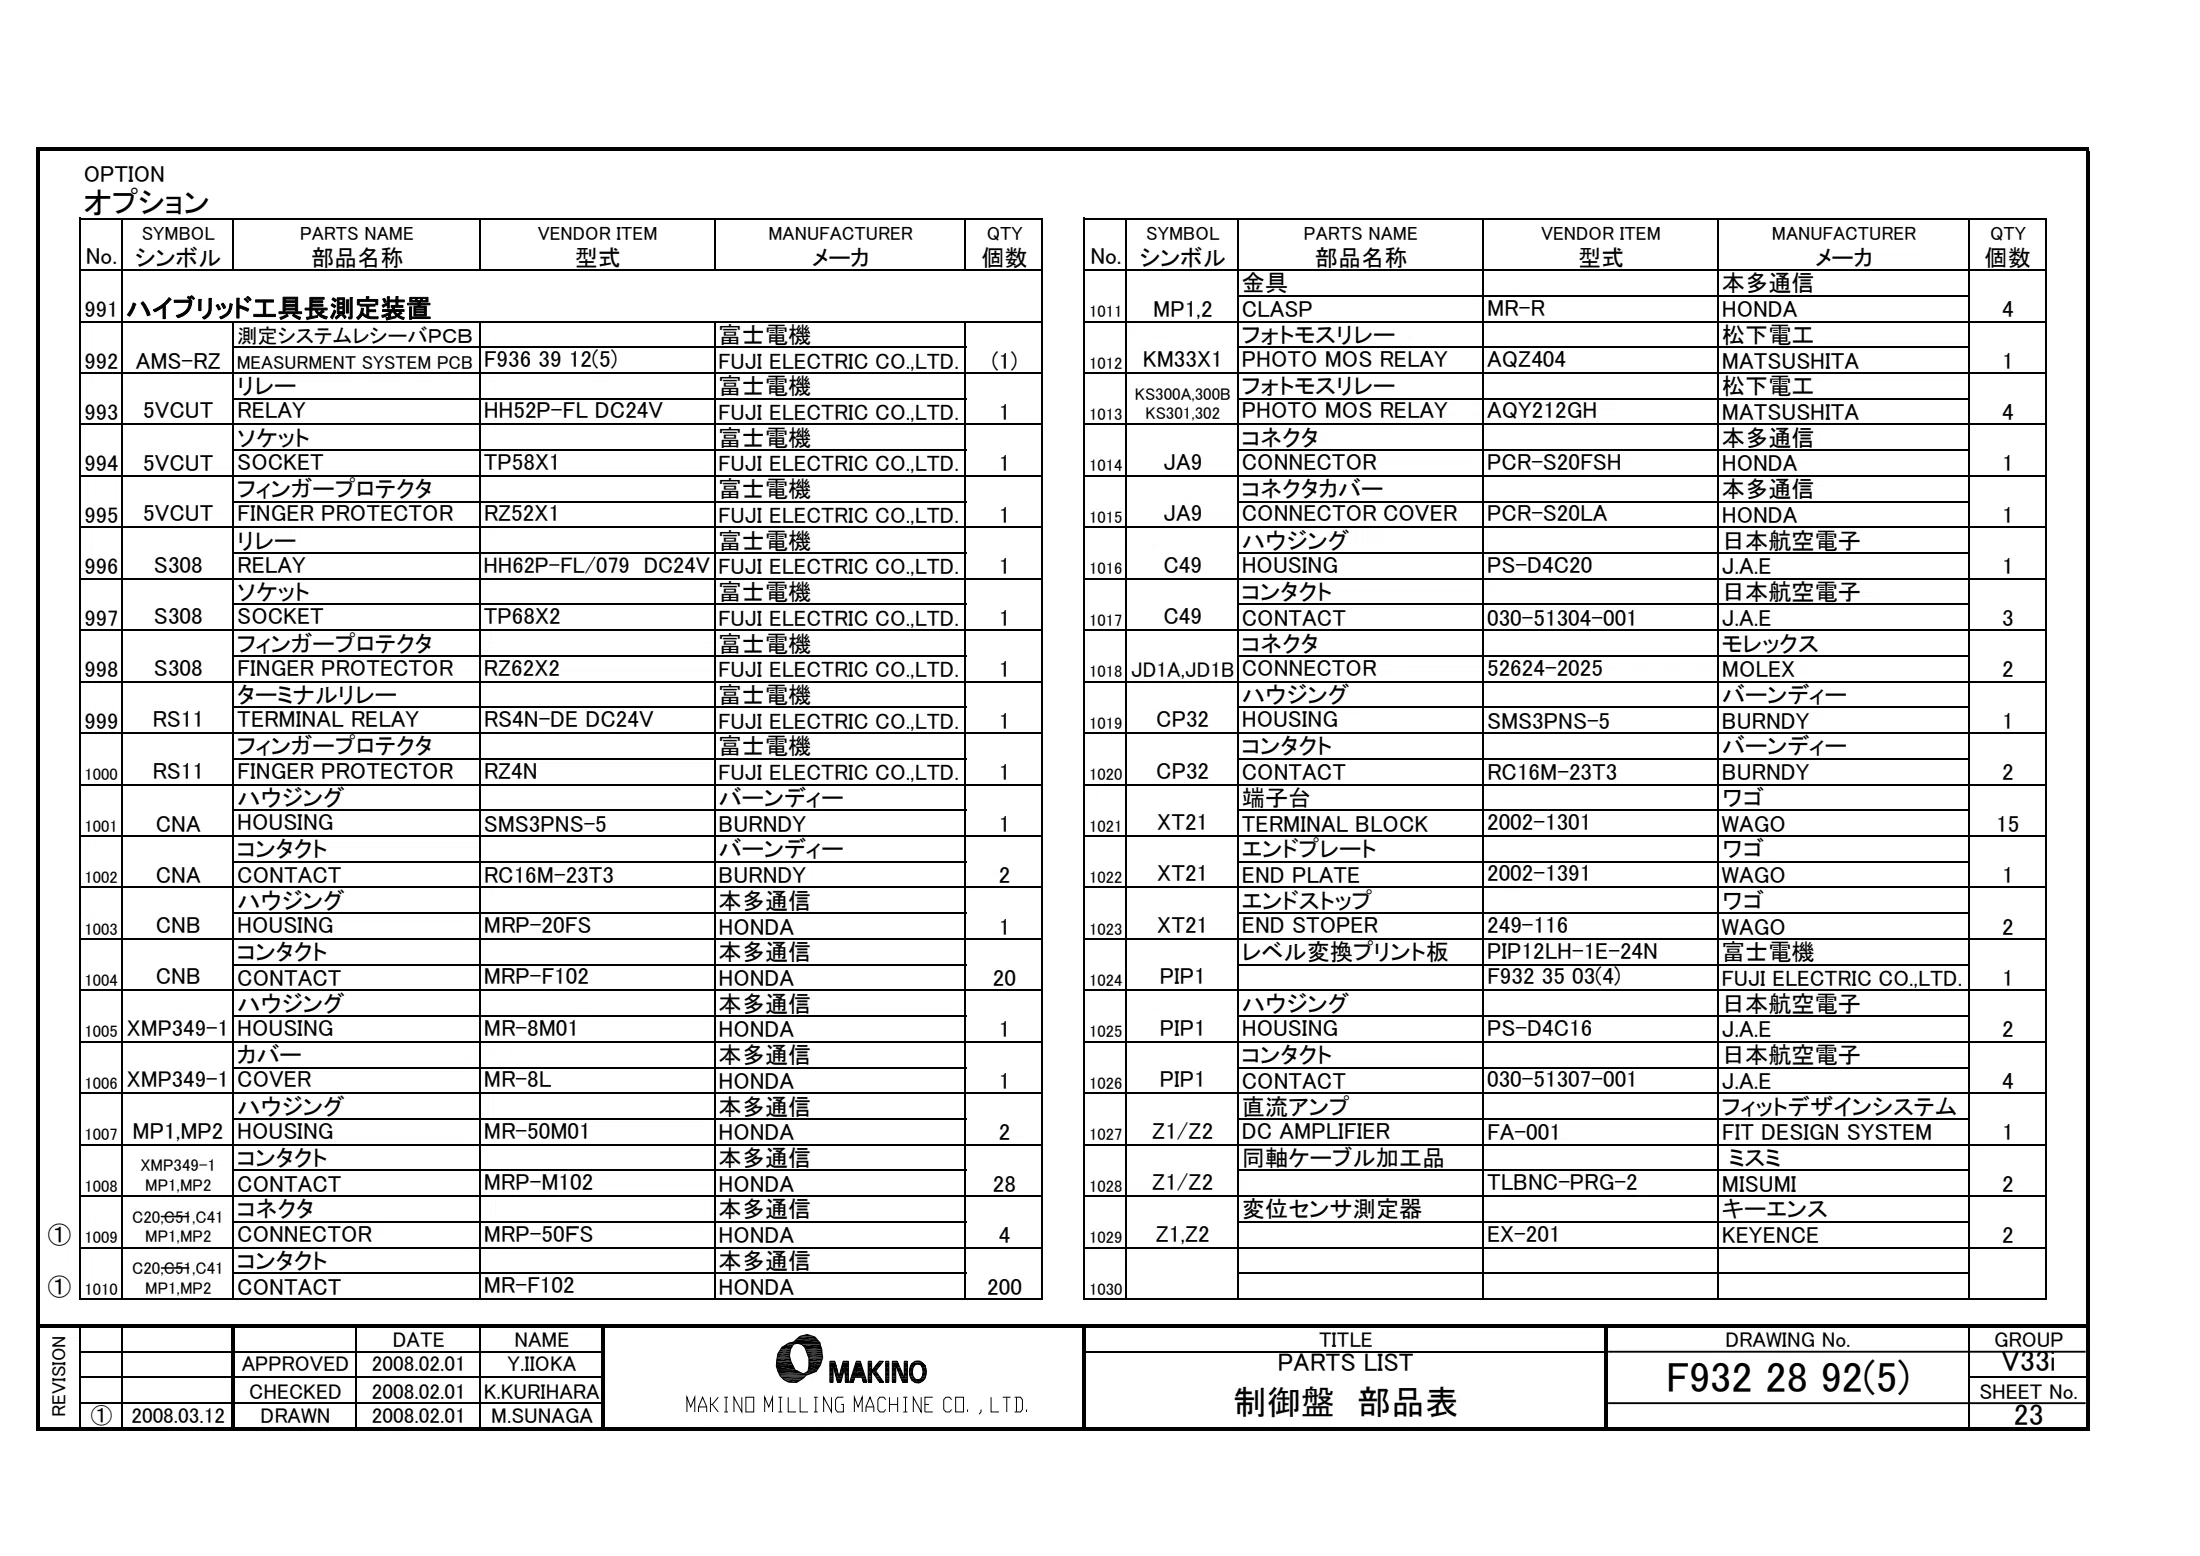 OPTION
オプション
No. SYMBOL シンボル PARTS NAME 部品名称 VENDOR ITEM 型式 MANUFACTURER メーカ QTY 個数
991 ハイブリッド工具長測定装置
測定システムレシーバPCB 富士電機
992 AMS-RZ MEASURMENT SYSTEM PCB F936 39 12(5) FUJI ELECTRIC CO.,LTD. (1)
リレー 富士電機
993 5VCUT RELAY HH52P-FL DC24V FUJI ELECTRIC CO.,LTD. 1
ソケット 富士電機
994 5VCUT SOCKET TP58X1 FUJI ELECTRIC CO.,LTD. 1
フィンガープロテクタ 富士電機
995 5VCUT FINGER PROTECTOR RZ52X1 FUJI ELECTRIC CO.,LTD. 1
リレー 富士電機
996 S308 RELAY HH62P-FL/079 DC24V FUJI ELECTRIC CO.,LTD. 1
ソケット 富士電機
997 S308 SOCKET TP68X2 FUJI ELECTRIC CO.,LTD. 1
フィンガープロテクタ 富士電機
998 S308 FINGER PROTECTOR RZ62X2 FUJI ELECTRIC CO.,LTD. 1
ターミナルリレー 富士電機
999 RS11 TERMINAL RELAY RS4N-DE DC24V FUJI ELECTRIC CO.,LTD. 1
フィンガープロテクタ 富士電機
1000 RS11 FINGER PROTECTOR RZ4N FUJI ELECTRIC CO.,LTD. 1
ハウジング バーンディー
1001 CNA HOUSING SMS3PNS-5 BURNDY 1
コンタクト バーンディー
1002 CNA CONTACT RC16M-23T3 BURNDY 2
ハウジング 本多通信
1003 CNB HOUSING MRP-20FS HONDA 1
コンタクト 本多通信
1004 CNB CONTACT MRP-F102 HONDA 20
ハウジング 本多通信
1005 XMP349-1 HOUSING MR-8M01 HONDA 1
カバー 本多通信
1006 XMP349-1 COVER MR-8L HONDA 1
ハウジング 本多通信
1007 MP1,MP2 HOUSING MR-50M01 HONDA 2
XMP349-1 コンタクト 本多通信
1008 MP1,MP2 CONTACT MRP-M102 HONDA 28
C20,C51,C41 コネクタ 本多通信
① 1009 MP1,MP2 CONNECTOR MRP-50FS HONDA 4
C20,C51,C41 コンタクト 本多通信
① 1010 MP1,MP2 CONTACT MR-F102 HONDA 200
No. SYMBOL シンボル PARTS NAME 部品名称 VENDOR ITEM 型式 MANUFACTURER メーカ QTY 個数
金具 本多通信
1011 MP1,2 CLASP MR-R HONDA 4
フォトモスリレー 松下電工
1012 KM33X1 PHOTO MOS RELAY AQZ404 MATSUSHITA 1
KS300A,300B フォトモスリレー 松下電工
1013 KS301,302 PHOTO MOS RELAY AQY212GH MATSUSHITA 4
コネクタ 本多通信
1014 JA9 CONNECTOR PCR-S20FSH HONDA 1
コネクタカバー 本多通信
1015 JA9 CONNECTOR COVER PCR-S20LA HONDA 1
ハウジング 日本航空電子
1016 C49 HOUSING PS-D4C20 J.A.E 1
コンタクト 日本航空電子
1017 C49 CONTACT 030-51304-001 J.A.E 3
コネクタ モレックス
1018 JD1A,JD1B CONNECTOR 52624-2025 MOLEX 2
ハウジング バーンディー
1019 CP32 HOUSING SMS3PNS-5 BURNDY 1
コンタクト バーンディー
1020 CP32 CONTACT RC16M-23T3 BURNDY 2
端子台 ワゴ
1021 XT21 TERMINAL BLOCK 2002-1301 WAGO 15
エンドプレート ワゴ
1022 XT21 END PLATE 2002-1391 WAGO 1
エンドストップ ワゴ
1023 XT21 END STOPER 249-116 WAGO 2
レベル変換プリント板 PIP12LH-1E-24N 富士電機
1024 PIP1 F932 35 03(4) FUJI ELECTRIC CO.,LTD. 1
ハウジング 日本航空電子
1025 PIP1 HOUSING PS-D4C16 J.A.E 2
コンタクト 日本航空電子
1026 PIP1 CONTACT 030-51307-001 J.A.E 4
直流アンプ フィットデザインシステム
1027 Z1/Z2 DC AMPLIFIER FA-001 FIT DESIGN SYSTEM 1
同軸ケーブル加工品 ミスミ
1028 Z1/Z2 TLBNC-PRG-2 MISUMI 2
変位センサ測定器 キーエンス
1029 Z1,Z2 EX-201 KEYENCE 2
1030
REVISION
DATE NAME
APPROVED 2008.02.01 Y.IIOKA
CHECKED 2008.02.01 K.KURIHARA
① 2008.03.12 DRAWN 2008.02.01 M.SUNAGA
MAKINO
MAKINO MILLING MACHINE CO.,LTD.
TITLE
PARTS LIST
制御盤 部品表
DRAWING No.
F932 28 92(5)
GROUP
V33i
SHEET No.
23